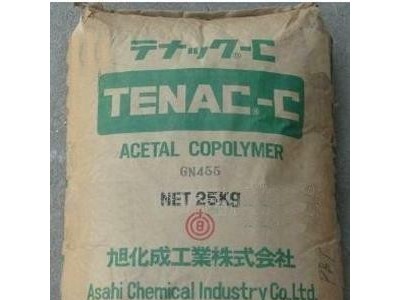 テナック®-C
TENAC-C
ACETAL COPOLYMER
GN455
NET 25Kg
旭化成工業株式会社
Asahi Chemical Industry Co., Ltd.